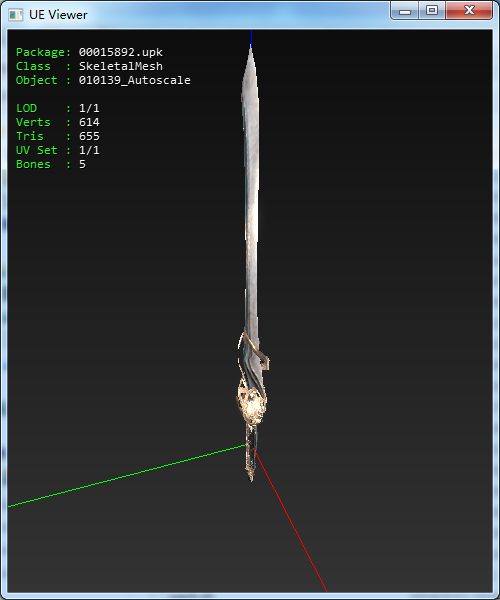 UE Viewer
Package: 00015892.upk
Class : SkeletalMesh
Object : 010139_Autoscale
LOD : 1/1
Verts : 614
Tris : 655
UV Set : 1/1
Bones : 5